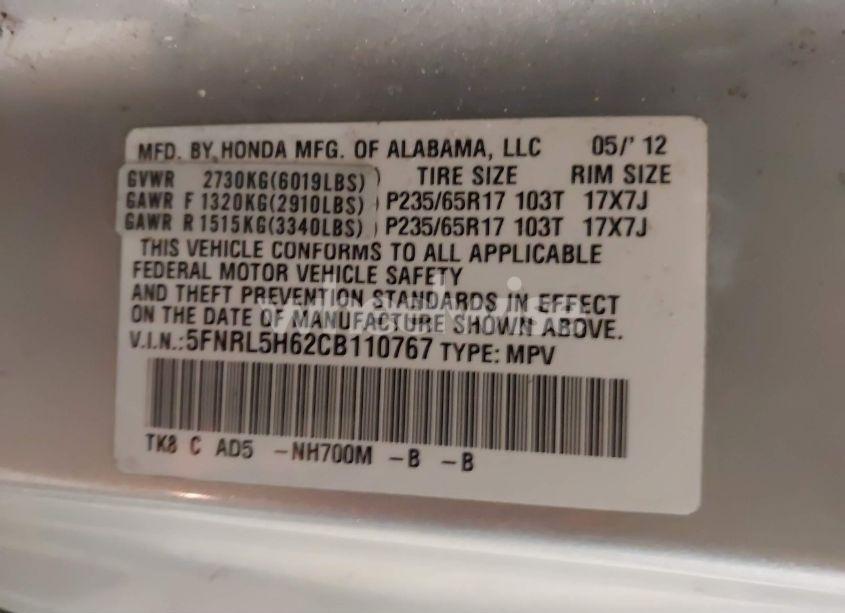 MFD. BY HONDA MFG. OF ALABAMA, LLC 05/' 12
GVWR 2730KG(6019LBS) TIRE SIZE RIM SIZE
GAWR F 1320KG(2910LBS) P235/65R17 103T 17X7J
GAWR R 1515KG(3340LBS) P235/65R17 103T 17X7J
THIS VEHICLE CONFORMS TO ALL APPLICABLE
FEDERAL MOTOR VEHICLE SAFETY
AND THEFT PREVENTION STANDARDS IN EFFECT
ON THE DATE OF MANUFACTURE SHOWN ABOVE.
V.I.N.:5FNRL5H62CB110767 TYPE: MPV
TK8 C AD5 -NH700M -B -B